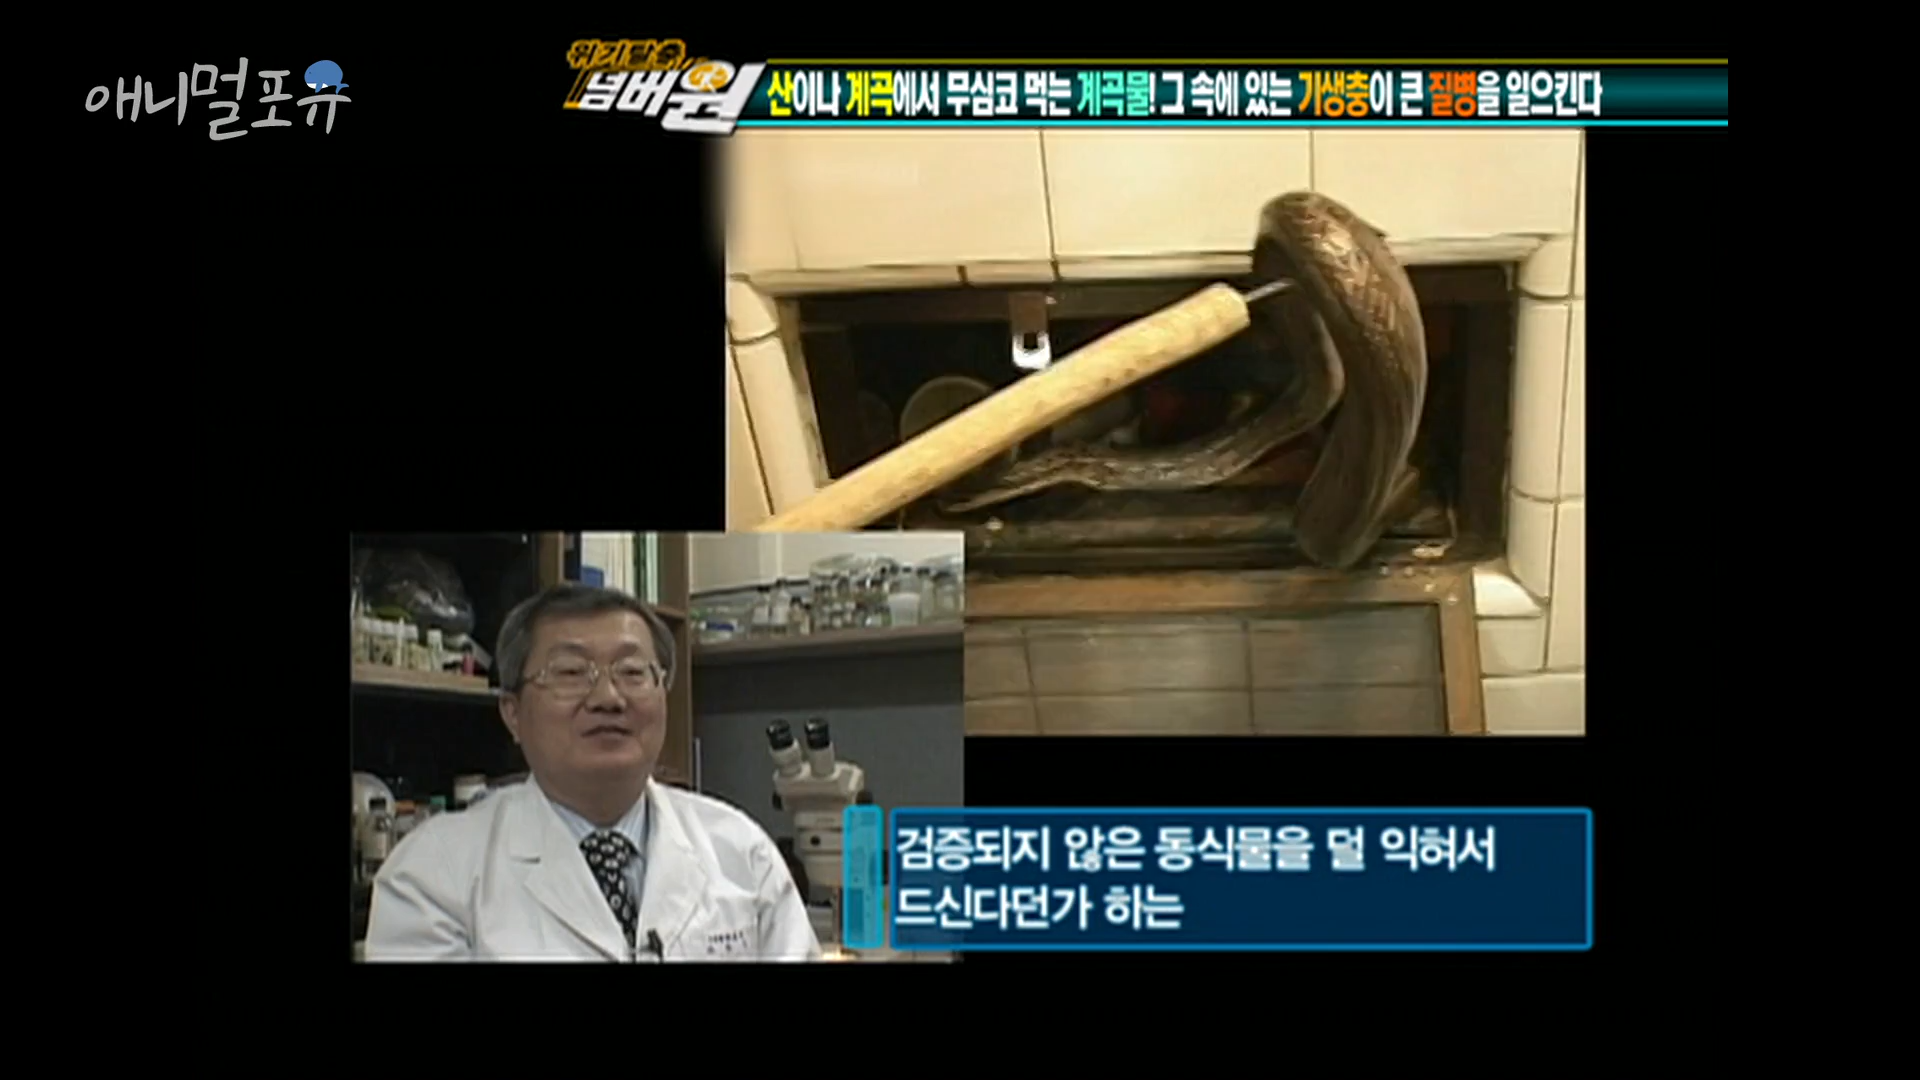 애니멀포유
위기탈출
넘버원
산이나 계곡에서 무심코 먹는 계곡물! 그 속에 있는 기생충이 큰 질병을 일으킨다
검증되지 않은 동식물을 덜 익혀서
드신다던가 하는